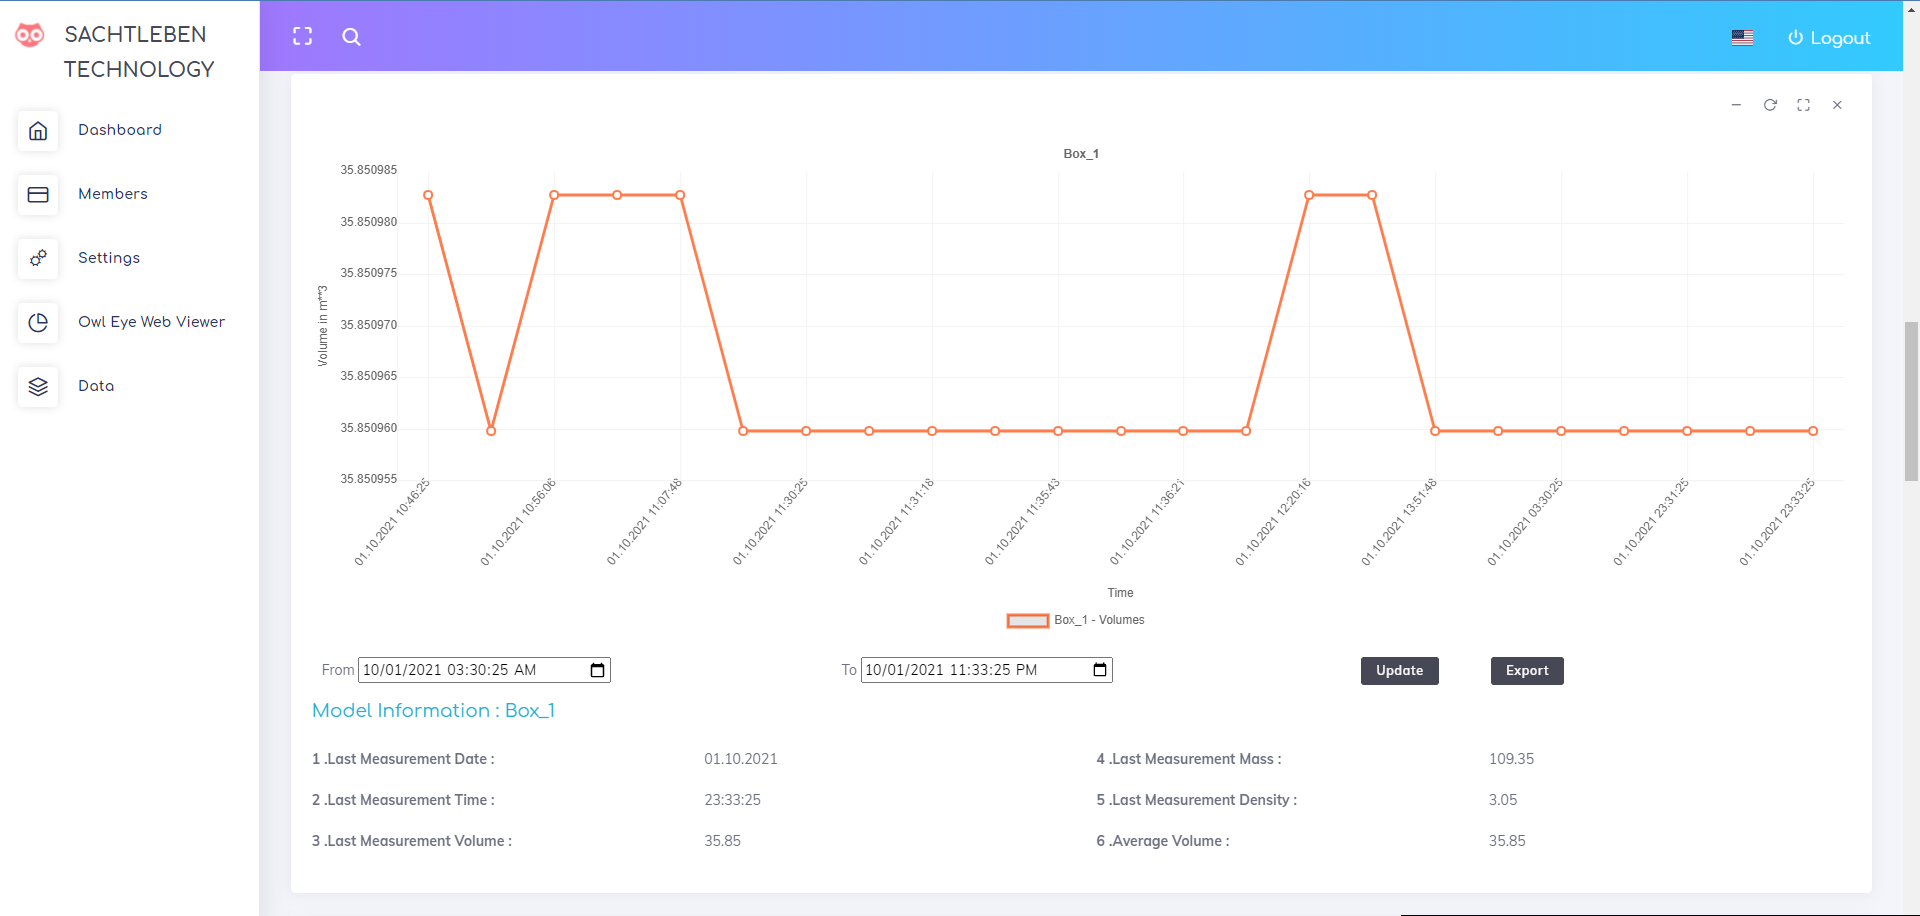 SACHTLEBEN
TECHNOLOGY
Logout
Dashboard
Members
Settings
Owl Eye Web Viewer
Data
Box_1
35.850985
35.850980
35.850975
35.850970
35.850965
35.850960
35.850955
Volume in m**3
01.10.2021 10:46:25
01.10.2021 10:56:06
01.10.2021 11:07:48
01.10.2021 11:30:25
01.10.2021 11:31:18
01.10.2021 11:35:43
01.10.2021 11:36:21
01.10.2021 12:20:16
01.10.2021 13:51:48
01.10.2021 03:30:25
01.10.2021 23:31:25
01.10.2021 23:33:25
Time
Box_1 - Volumes
From 10/01/2021 03:30:25 AM To 10/01/2021 11:33:25 PM Update Export
Model Information : Box_1
1 .Last Measurement Date : 01.10.2021
2 .Last Measurement Time : 23:33:25
3 .Last Measurement Volume : 35.85
4 .Last Measurement Mass : 109.35
5 .Last Measurement Density : 3.05
6 .Average Volume : 35.85